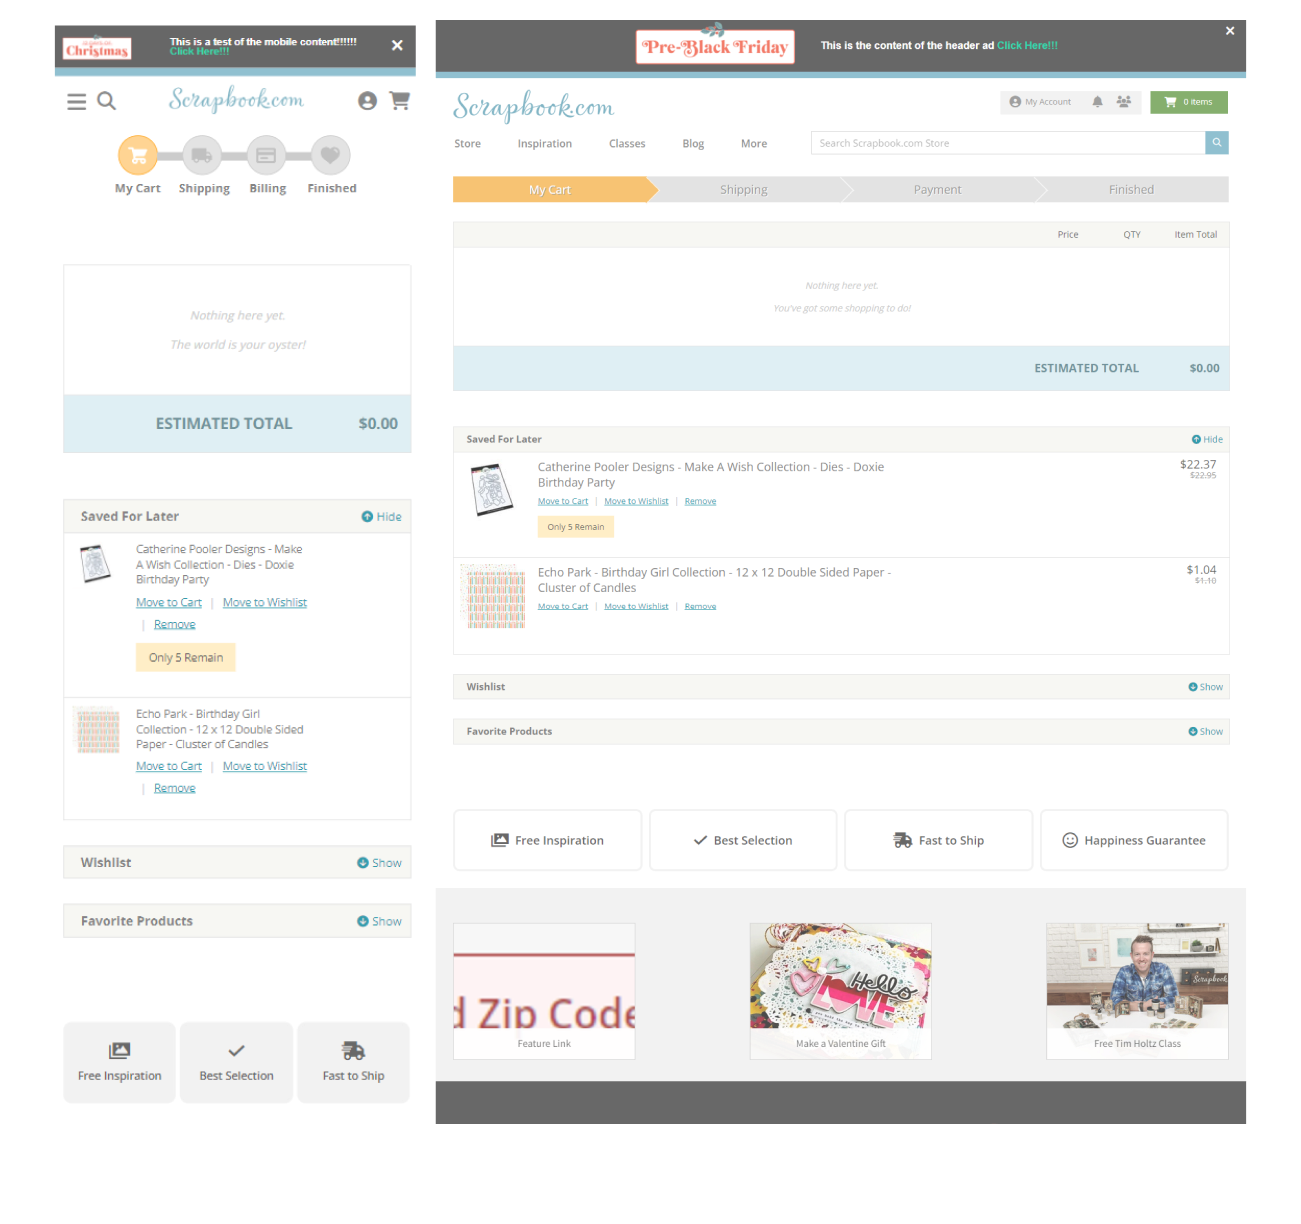 Christmas
This is a test of the mobile content!!!!!!
Click Here!!!
Scrapbook.com
My Cart Shipping Billing Finished
Nothing here yet.
The world is your oyster!
ESTIMATED TOTAL $0.00
Saved For Later Hide
Catherine Pooler Designs - Make
A Wish Collection - Dies - Doxie
Birthday Party
Move to Cart | Move to Wishlist
| Remove
Only 5 Remain
Echo Park - Birthday Girl
Collection - 12 x 12 Double Sided
Paper - Cluster of Candles
Move to Cart | Move to Wishlist
| Remove
Wishlist Show
Favorite Products Show
Free Inspiration Best Selection Fast to Ship
Pre-Black Friday This is the content of the header ad Click Here!!!
Scrapbook.com My Account 0 Items
Store Inspiration Classes Blog More Search Scrapbook.com Store
My Cart Shipping Payment Finished
Price QTY Item Total
Nothing here yet.
You've got some shopping to do!
ESTIMATED TOTAL $0.00
Saved For Later Hide
Catherine Pooler Designs - Make A Wish Collection - Dies - Doxie $22.37
Birthday Party $22.95
Move to Cart | Move to Wishlist | Remove
Only 5 Remain
Echo Park - Birthday Girl Collection - 12 x 12 Double Sided Paper - $1.04
Cluster of Candles $1.10
Move to Cart | Move to Wishlist | Remove
Wishlist Show
Favorite Products Show
Free Inspiration Best Selection Fast to Ship Happiness Guarantee
d Zip Code
Hello
LOVE
Scrapbook
Feature Link Make a Valentine Gift Free Tim Holtz Class